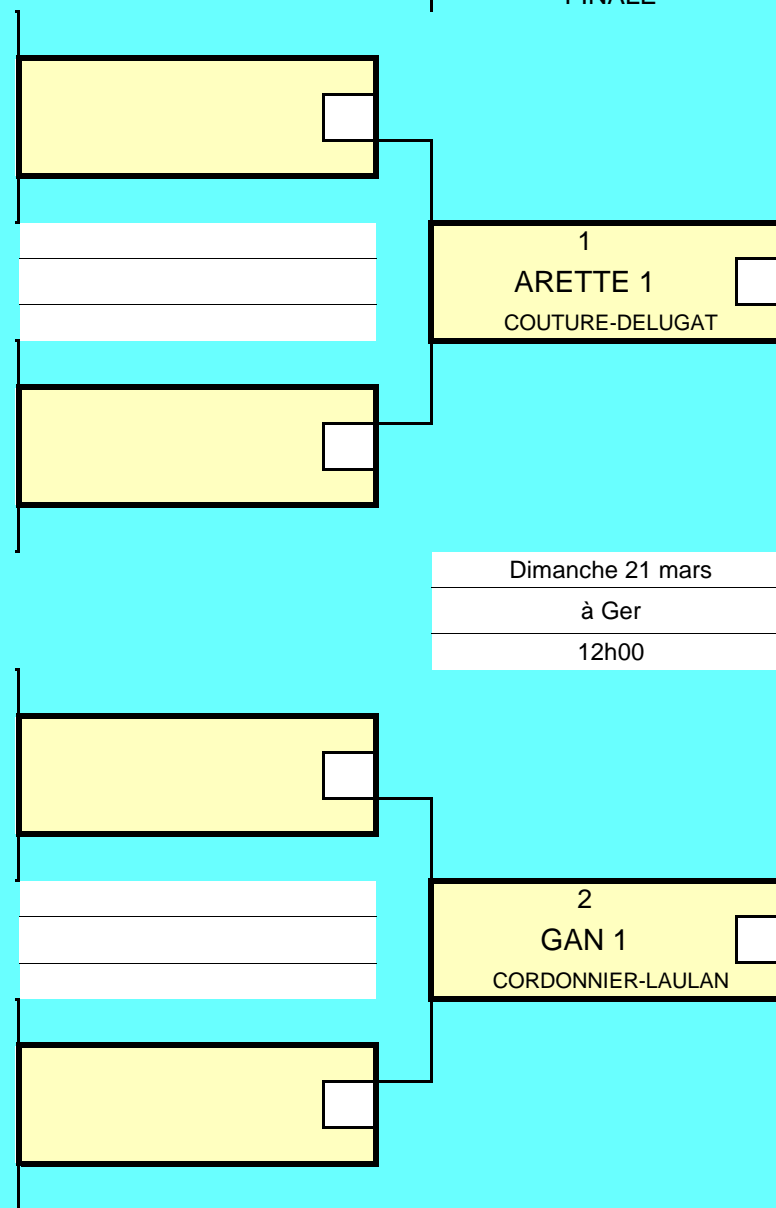 FINALE
1
ARETTE 1
COUTURE-DELUGAT
Dimanche 21 mars
à Ger
12h00
2
GAN 1
CORDONNIER-LAULAN